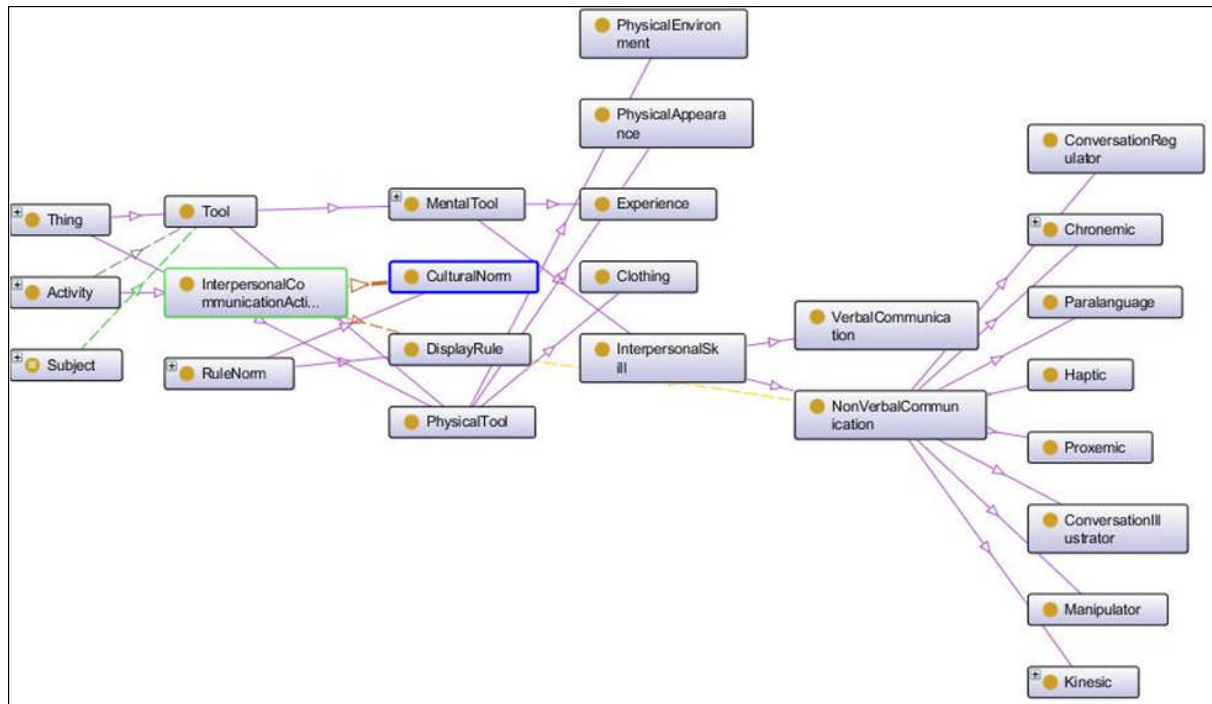 PhysicalEnviron
ment
PhysicalAppeara
nce
ConversationReg
ulator
Thing
Tool
MentalTool
Experience
Chronemic
Activity
InterpersonalCo
mmunicationActi...
CulturalNorm
Clothing
VerbalCommunica
tion
Paralanguage
Subject
RuleNorm
DisplayRule
InterpersonalSk
ill
Haptic
PhysicalTool
NonVerbalCommun
ication
Proxemic
ConversationIll
ustrator
Manipulator
Kinesic